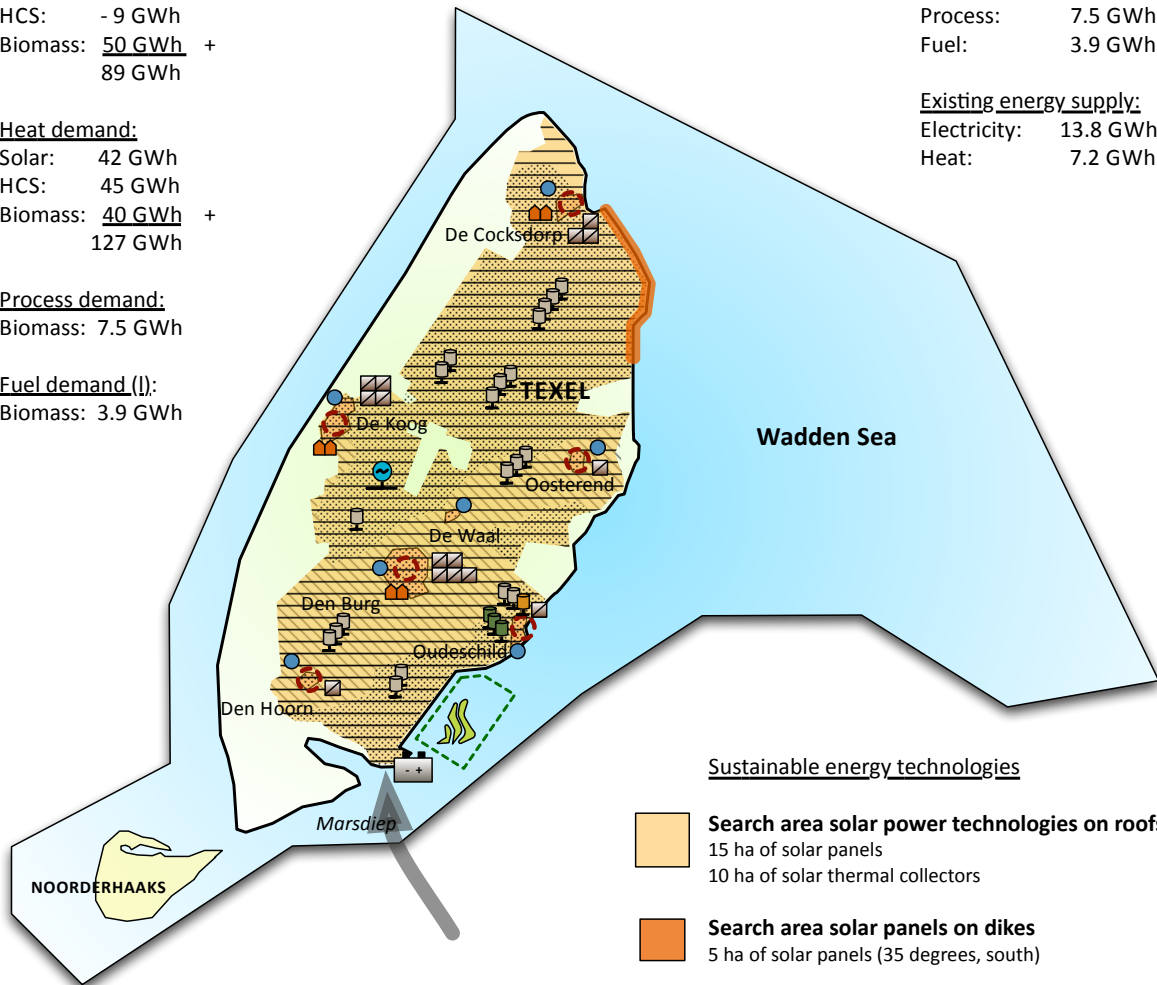 HCS: - 9 GWh
Biomass: 50 GWh +
89 GWh
Heat demand:
Solar: 42 GWh
HCS: 45 GWh
Biomass: 40 GWh +
127 GWh
Process demand:
Biomass: 7.5 GWh
Fuel demand (l):
Biomass: 3.9 GWh
Process: 7.5 GWh
Fuel: 3.9 GWh
Existing energy supply:
Electricity: 13.8 GWh
Heat: 7.2 GWh
De Cocksdorp
TEXEL
De Koog
Wadden Sea
Oosterend
De Waal
Den Burg
Oudeschild
Den Hoorn
- +
Marsdiep
NOORDERHAAKS
Sustainable energy technologies
Search area solar power technologies on roofs
15 ha of solar panels
10 ha of solar thermal collectors
Search area solar panels on dikes
5 ha of solar panels (35 degrees, south)